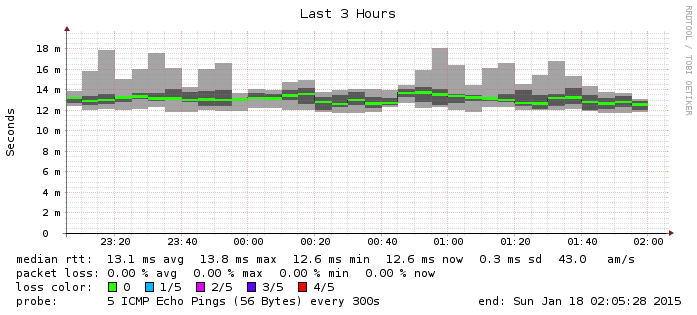 Last 3 Hours
RRDTOOL / TOBI OETIKER
Seconds
18 m
16 m
14 m
12 m
10 m
8 m
6 m
4 m
2 m
0
23:20 23:40 00:00 00:20 00:40 01:00 01:20 01:40 02:00
median rtt: 13.1 ms avg 13.8 ms max 12.6 ms min 12.6 ms now 0.3 ms sd 43.0 am/s
packet loss: 0.00 % avg 0.00 % max 0.00 % min 0.00 % now
loss color: 0 1/5 2/5 3/5 4/5
probe: 5 ICMP Echo Pings (56 Bytes) every 300s end: Sun Jan 18 02:05:28 2015